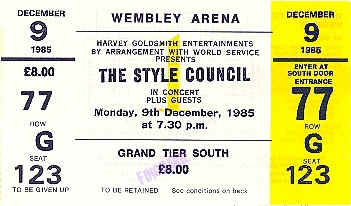 DECEMBER
9
1985
£8.00
77
ROW
G
SEAT
123
TO BE GIVEN UP
WEMBLEY ARENA
HARVEY GOLDSMITH ENTERTAINMENTS
BY ARRANGEMENT WITH WORLD SERVICE
PRESENTS
THE STYLE COUNCIL
IN CONCERT
PLUS GUESTS
Monday, 9th December, 1985
at 7.30 p.m.
GRAND TIER SOUTH
£8.00
TO BE RETAINED See conditions on back
DECEMBER
9
1985
ENTER AT
SOUTH DOOR
ENTRANCE
77
ROW
G
SEAT
123